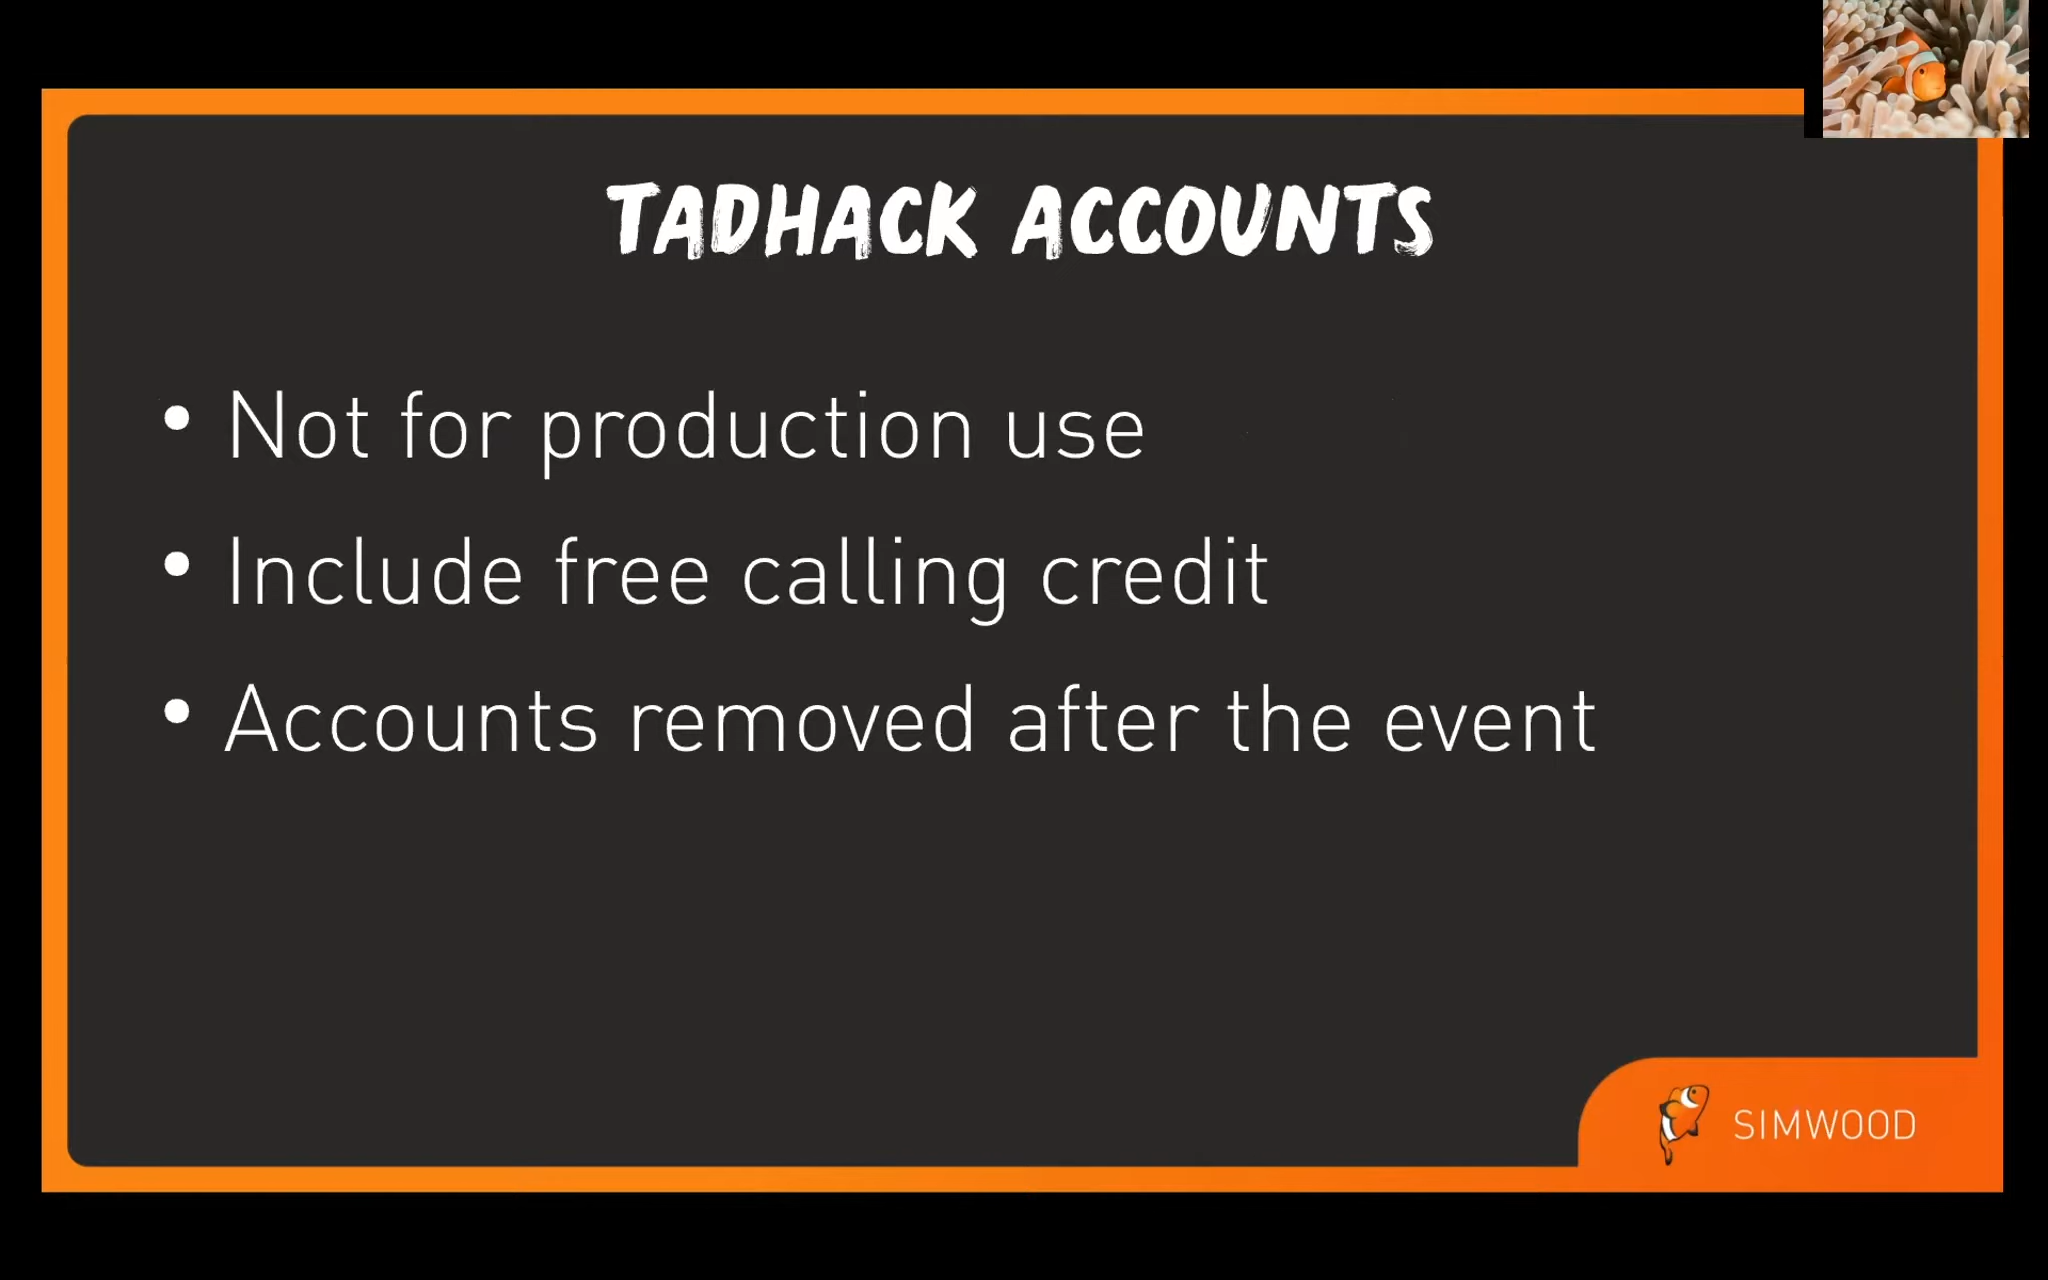 TADHACK ACCOUNTS
• Not for production use
• Include free calling credit
• Accounts removed after the event
SIMWOOD